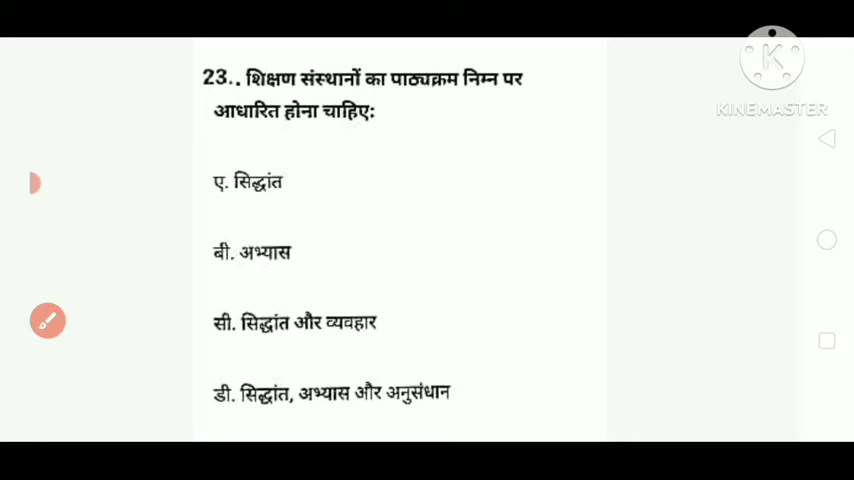 23.. शिक्षण संस्थानों का पाठ्यक्रम निम्न पर
आधारित होना चाहिए:
ए. सिद्धांत
बी. अभ्यास
सी. सिद्धांत और व्यवहार
डी. सिद्धांत, अभ्यास और अनुसंधान
K
KINEMASTER